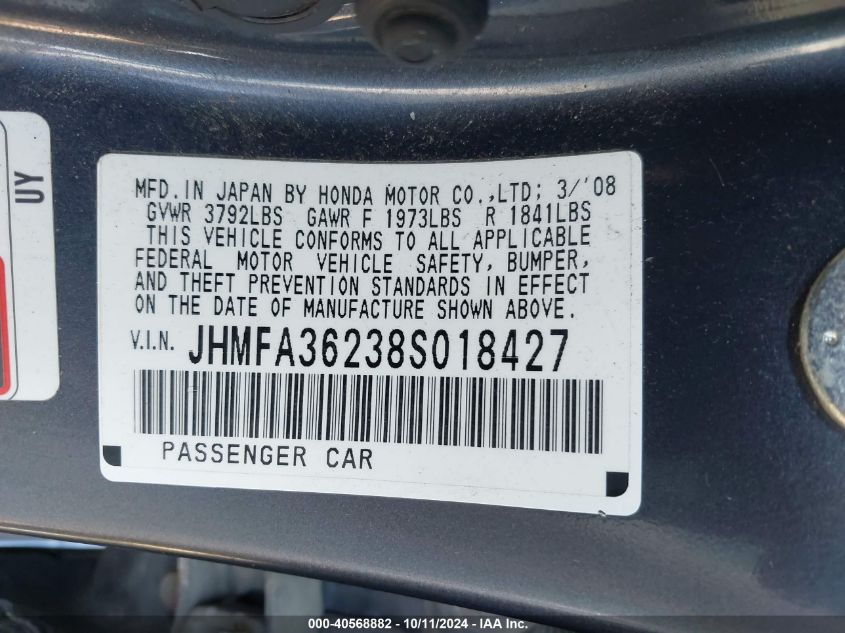 UY
MFD. IN JAPAN BY HONDA MOTOR CO.,LTD; 3/'08
GVWR 3792LBS GAWR F 1973LBS R 1841LBS
THIS VEHICLE CONFORMS TO ALL APPLICABLE
FEDERAL MOTOR VEHICLE SAFETY, BUMPER,
AND THEFT PREVENTION STANDARDS IN EFFECT
ON THE DATE OF MANUFACTURE SHOWN ABOVE.
V.I.N. JHMFA36238S018427
PASSENGER CAR
000-40568882 - 10/11/2024 - IAA Inc.